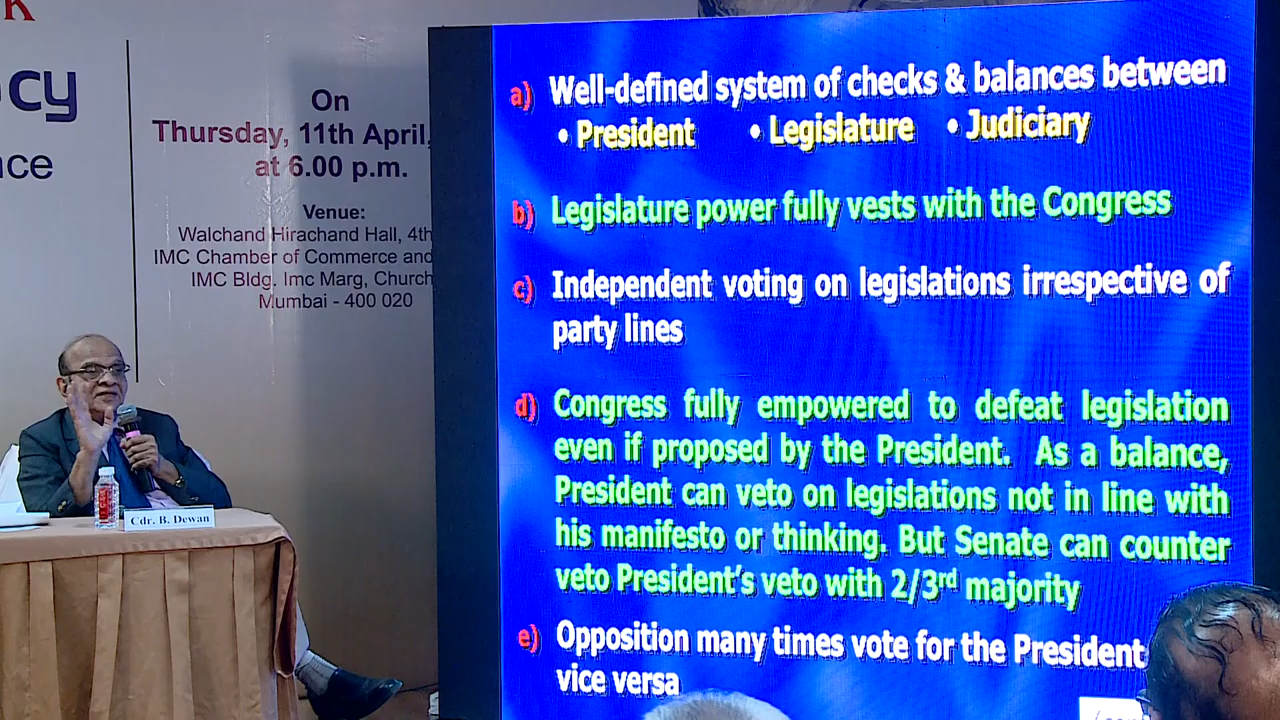 K
cy
nce
On
Thursday, 11th April,
at 6.00 p.m.
Venue:
Walchand Hirachand Hall, 4th
IMC Chamber of Commerce and
IMC Bldg. Imc Marg, Church
Mumbai - 400 020
Cdr. B. Dewan
a) Well-defined system of checks & balances between
• President • Legislature • Judiciary
b) Legislature power fully vests with the Congress
c) Independent voting on legislations irrespective of
party lines
d) Congress fully empowered to defeat legislation
even if proposed by the President. As a balance,
President can veto on legislations not in line with
his manifesto or thinking. But Senate can counter
veto President's veto with 2/3rd majority
e) Opposition many times vote for the President
vice versa